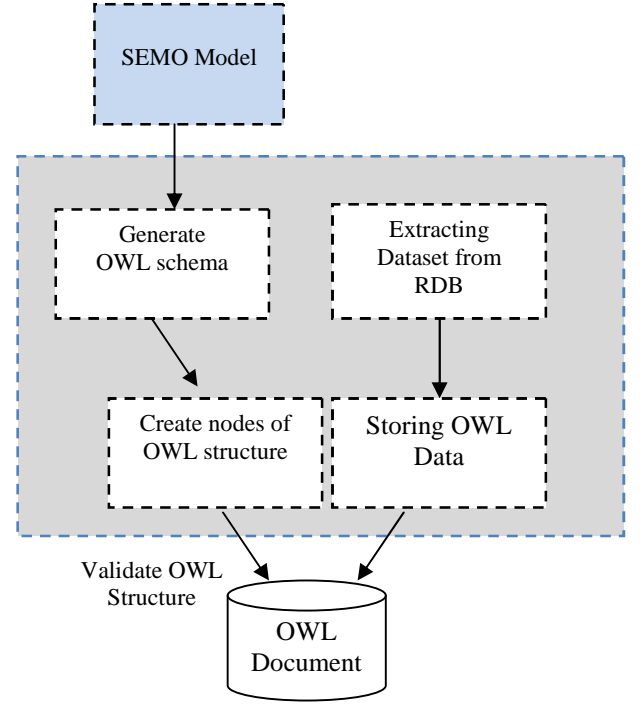 SEMO Model
Generate
OWL schema
Extracting
Dataset from
RDB
Create nodes of
OWL structure
Storing OWL
Data
Validate OWL
Structure
OWL
Document